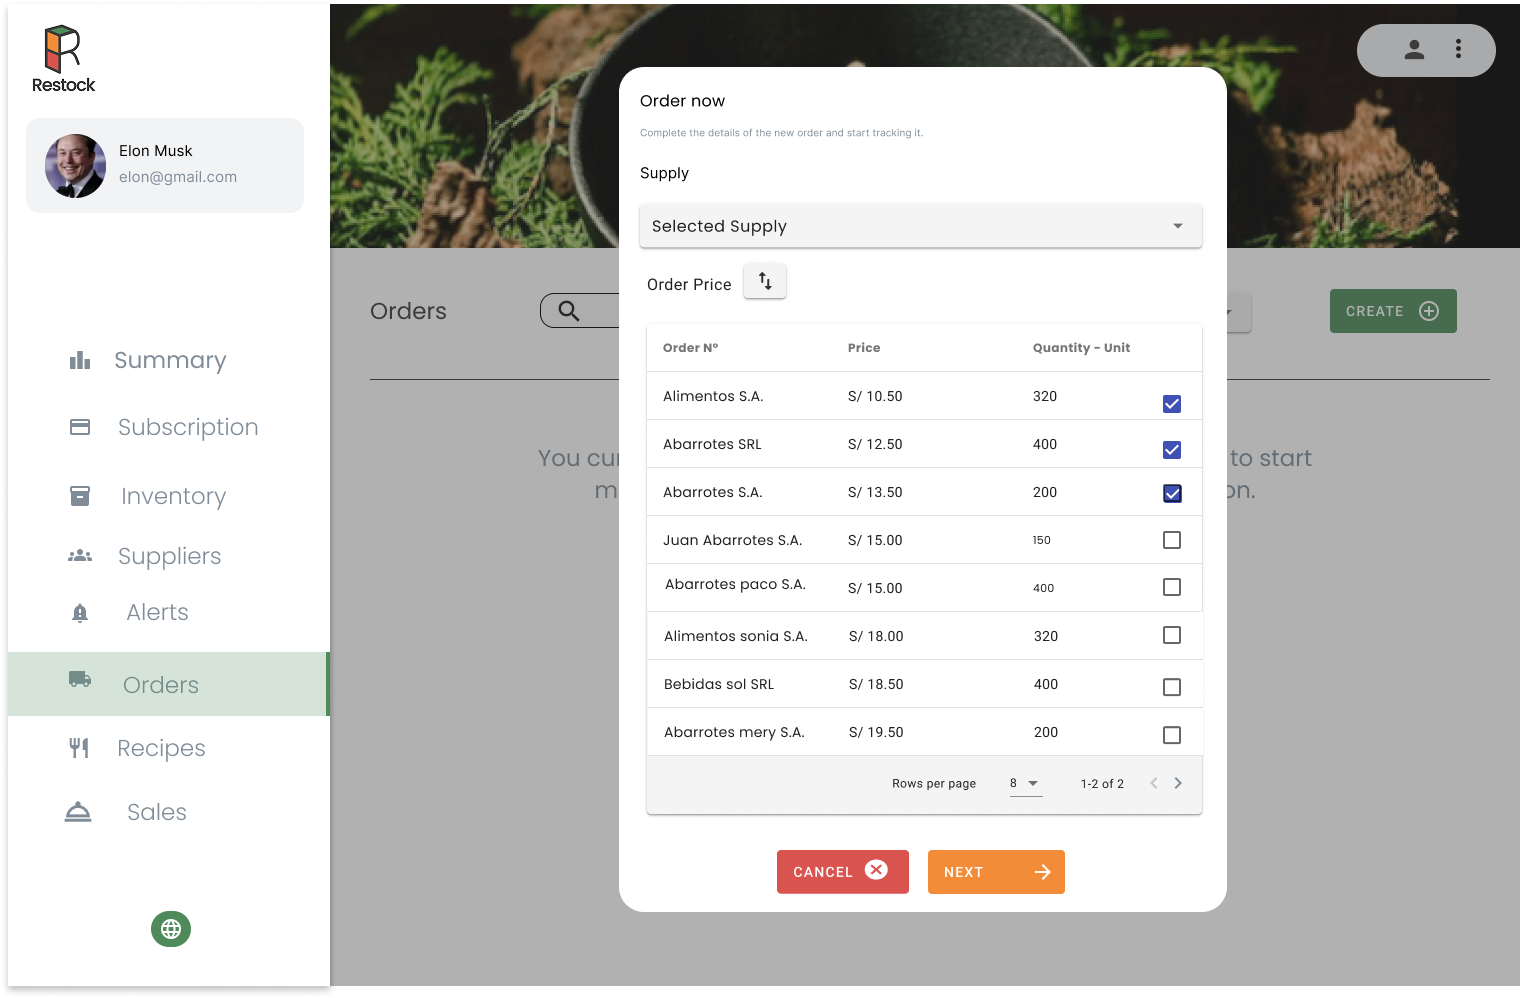 Restock
Elon Musk
elon@gmail.com
Summary
Subscription
Inventory
Suppliers
Alerts
Orders
Recipes
Sales
Orders
CREATE
You cu
to start
m
on.
Order now
Complete the details of the new order and start tracking it.
Supply
Selected Supply
Order Price
Order N° Price Quantity - Unit
Alimentos S.A. S/ 10.50 320
Abarrotes SRL S/ 12.50 400
Abarrotes S.A. S/ 13.50 200
Juan Abarrotes S.A. S/ 15.00 150
Abarrotes paco S.A. S/ 15.00 400
Alimentos sonia S.A. S/ 18.00 320
Bebidas sol SRL S/ 18.50 400
Abarrotes mery S.A. S/ 19.50 200
Rows per page 8 1-2 of 2
CANCEL NEXT